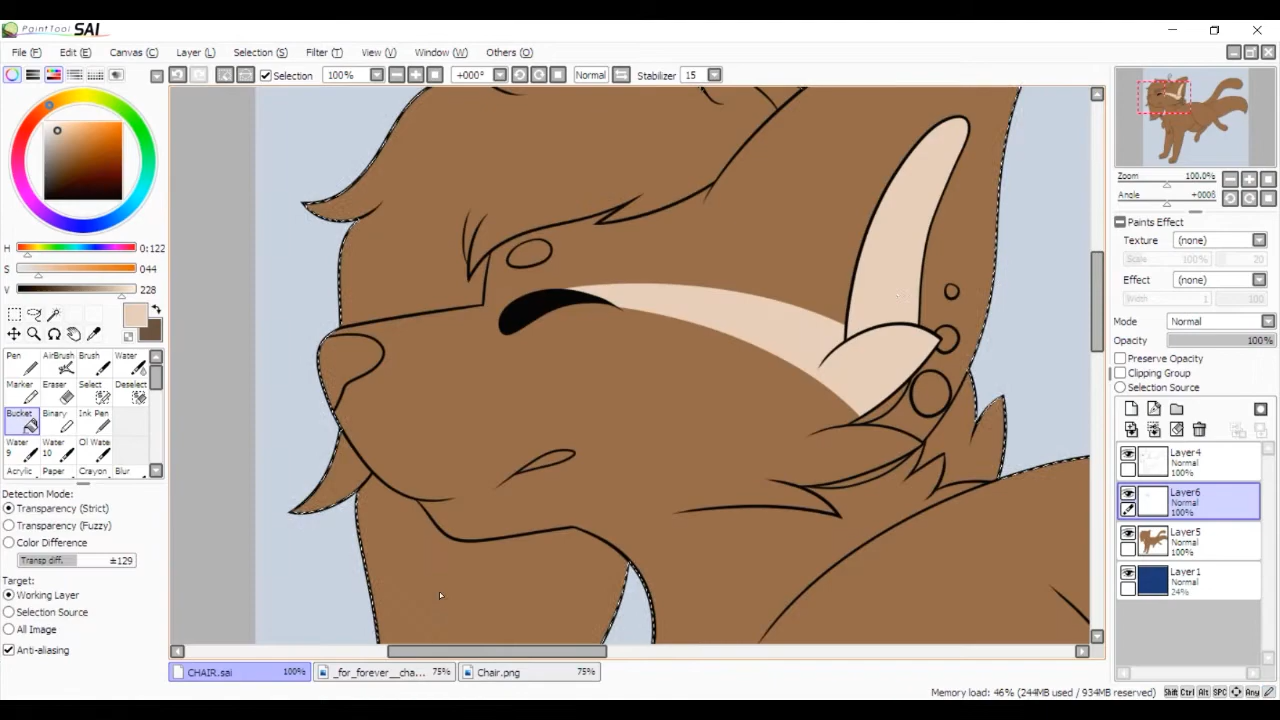 PaintTool SAI
File (F) Edit (E) Canvas (C) Layer (L) Selection (S) Filter (T) View (V) Window (W) Others (O)
Selection 100% +000° Normal Stabilizer 15
H 0:122
S 044
V 228
Pen AirBrush Brush Water
Marker Eraser Select Deselect
Bucket Binary Ink Pen
Water 9 Water 10 Ol Water
Acrylic Paper Crayon Blur
Detection Mode:
Transparency (Strict)
Transparency (Fuzzy)
Color Difference
Transp diff. ±129
Target:
Working Layer
Selection Source
All Image
Anti-aliasing
CHAIR.sai 100% _for_forever__cha... 75% Chair.png 75%
Zoom 100.0%
Angle +000§
Paints Effect
Texture (none)
Scale 100% 20
Effect (none)
Width 1 100
Mode Normal
Opacity 100%
Preserve Opacity
Clipping Group
Selection Source
Layer4
Normal
100%
Layer6
Normal
100%
Layer5
Normal
100%
Layer1
Normal
24%
Memory load: 46% (244MB used / 934MB reserved) Shift Ctrl Alt SPC Any